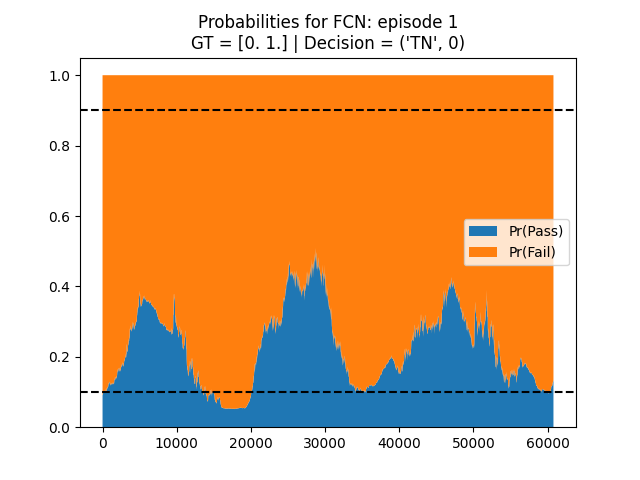 Probabilities for FCN: episode 1
GT = [0. 1.] | Decision = ('TN', 0)
1.0
0.8
0.6
0.4
0.2
0.0
Pr(Pass)
Pr(Fail)
0 10000 20000 30000 40000 50000 60000